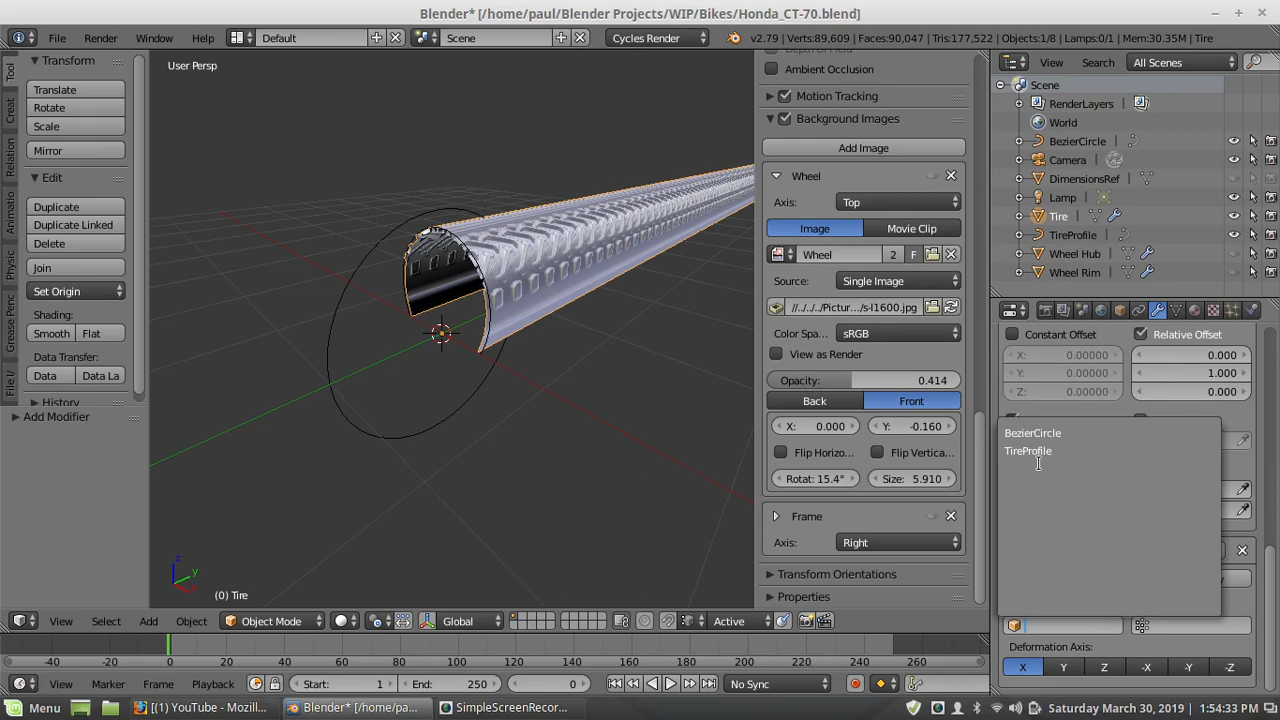 Blender* [/home/paul/Blender Projects/WIP/Bikes/Honda_CT-70.blend]
File Render Window Help Default Scene Cycles Render v2.79 | Verts:89,609 | Faces:90,047 | Tris:177,522 | Objects:1/8 | Lamps:0/1 | Mem:30.35M | Tire
Tool
Creat
Relation
Animatio
Physic
Grease Penc
File I/
Transform
Translate
Rotate
Scale
Mirror
Edit
Duplicate
Duplicate Linked
Delete
Join
Set Origin
Shading:
Smooth Flat
Data Transfer:
Data Data La
History
Add Modifier
User Persp
z
y
x
(0) Tire
Ambient Occlusion
Motion Tracking
Background Images
Add Image
Wheel
Axis: Top
Image Movie Clip
Wheel 2 F
Source: Single Image
//../../../Pictur.../s-l1600.jpg
Color Spa... sRGB
View as Render
Opacity: 0.414
Back Front
X: 0.000 Y: -0.160
Flip Horizo... Flip Vertica...
Rotat: 15.4° Size: 5.910
Frame
Axis: Right
Transform Orientations
Properties
View Search All Scenes
Scene
RenderLayers
World
BezierCircle
Camera
DimensionsRef
Lamp
Tire
TireProfile
Wheel Hub
Wheel Rim
Constant Offset Relative Offset
X: 0.00000 0.000
Y: 0.00000 1.000
Z: 0.00000 0.000
BezierCircle
TireProfile
Deformation Axis:
X Y Z -X -Y -Z
View Select Add Object Object Mode Global Active
-40 -20 0 20 40 60 80 100 120 140 160 180 200 220 240 260
View Marker Frame Playback Start: 1 End: 250 0 No Sync
Menu [(1) YouTube - Mozill... Blender* [/home/pa... SimpleScreenRecor... Saturday March 30, 2019 | 1:54:33 PM